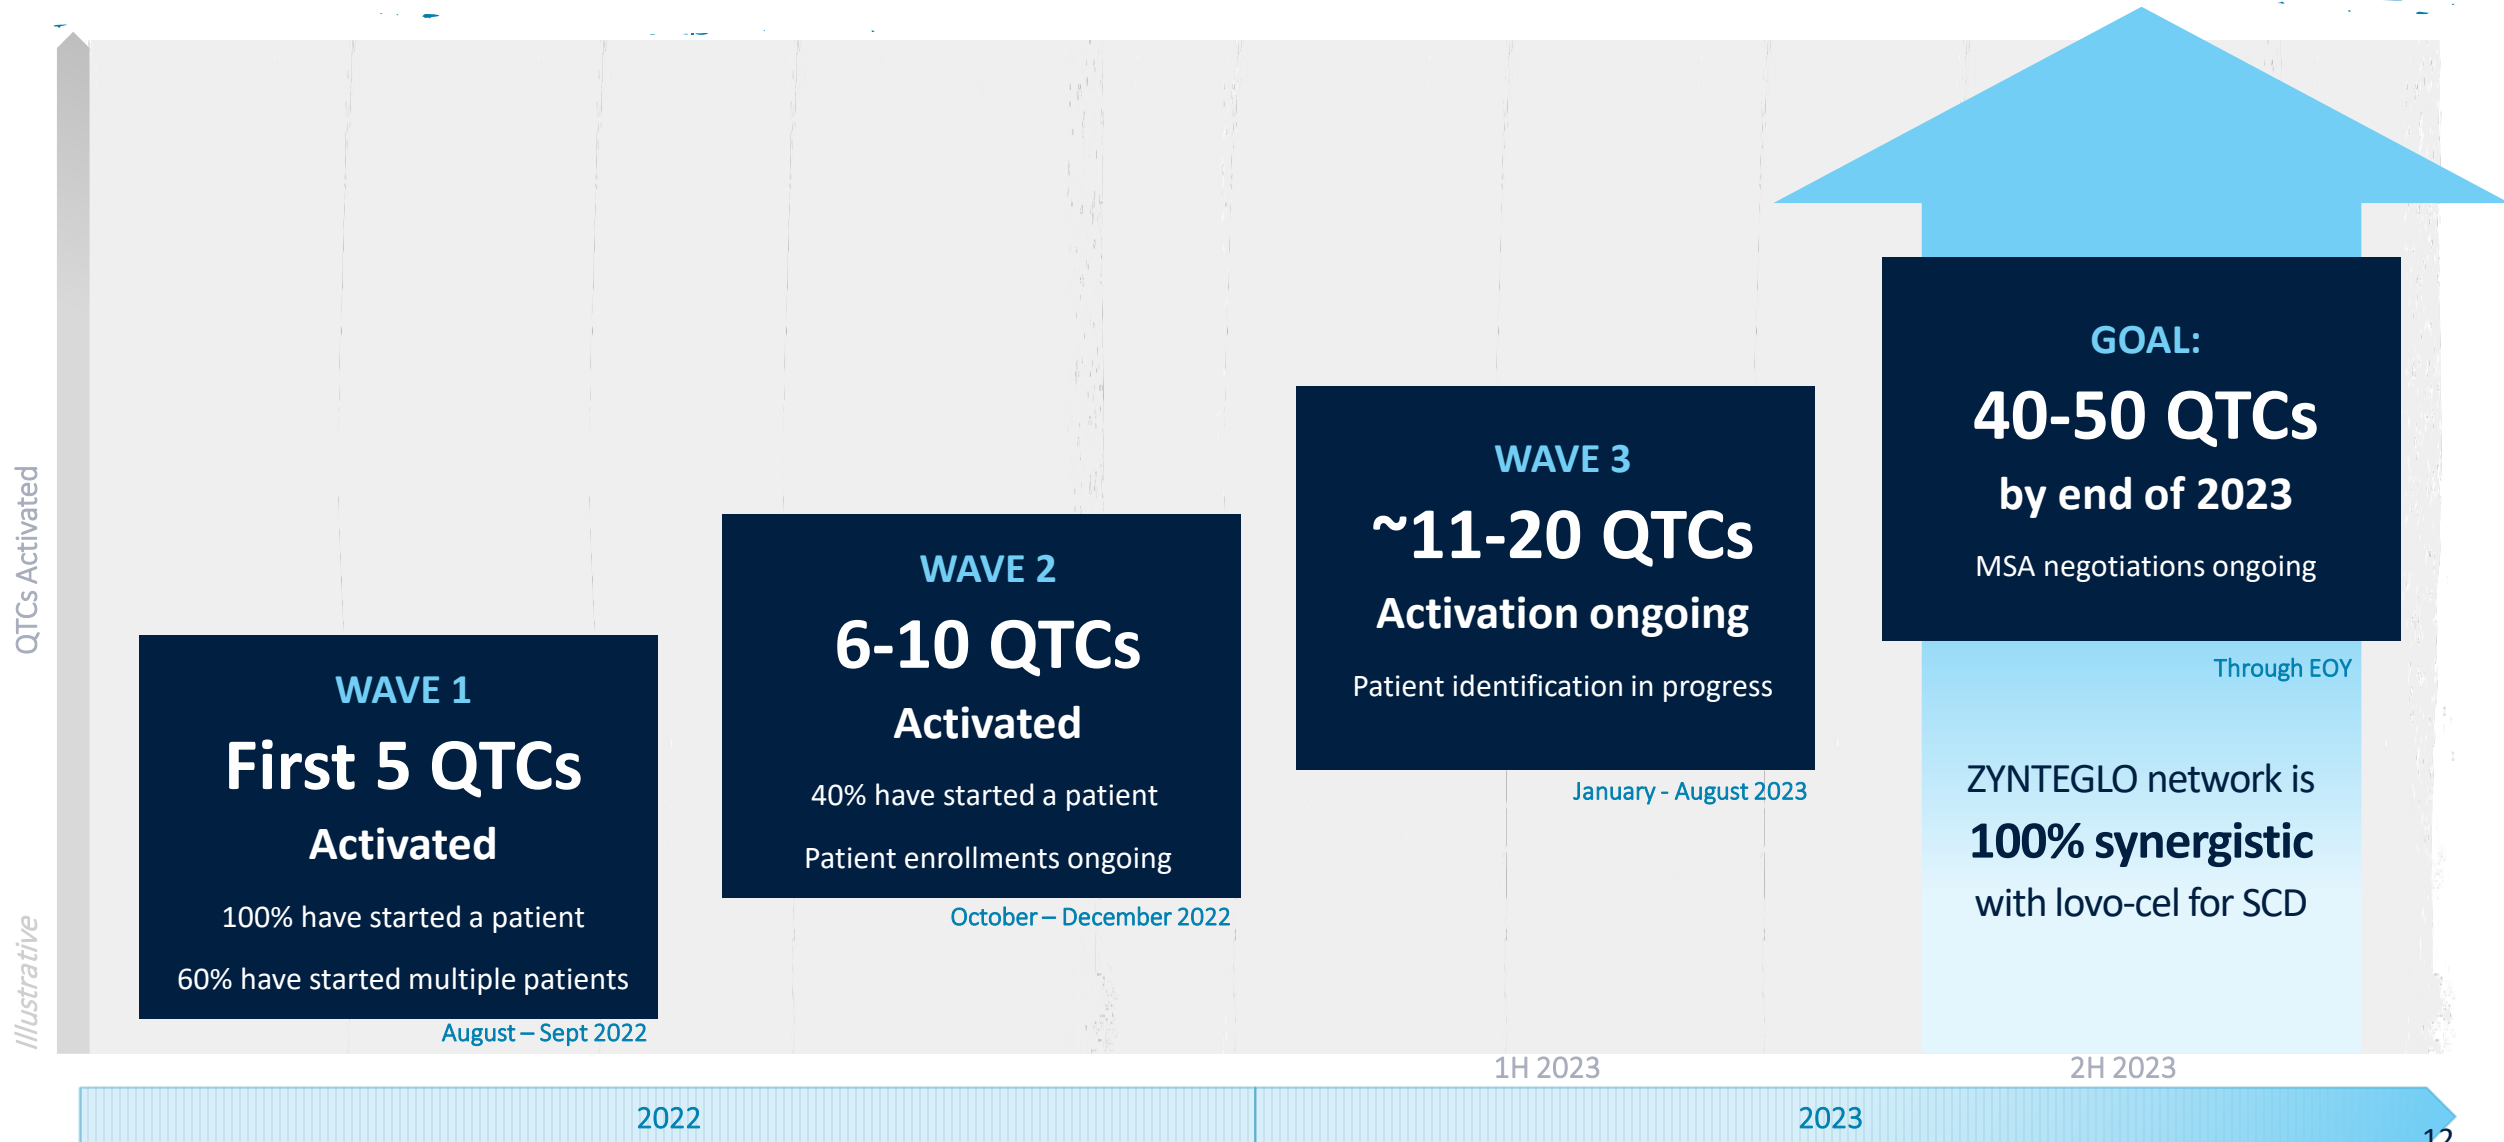 QTCs Activated
Illustrative
WAVE 1
First 5 QTCs
Activated
100% have started a patient
60% have started multiple patients
August – Sept 2022
WAVE 2
6-10 QTCs
Activated
40% have started a patient
Patient enrollments ongoing
October – December 2022
WAVE 3
~11-20 QTCs
Activation ongoing
Patient identification in progress
January - August 2023
GOAL:
40-50 QTCs
by end of 2023
MSA negotiations ongoing
Through EOY
ZYNTEGLO network is
100% synergistic
with lovo-cel for SCD
1H 2023
2H 2023
2022
2023
12